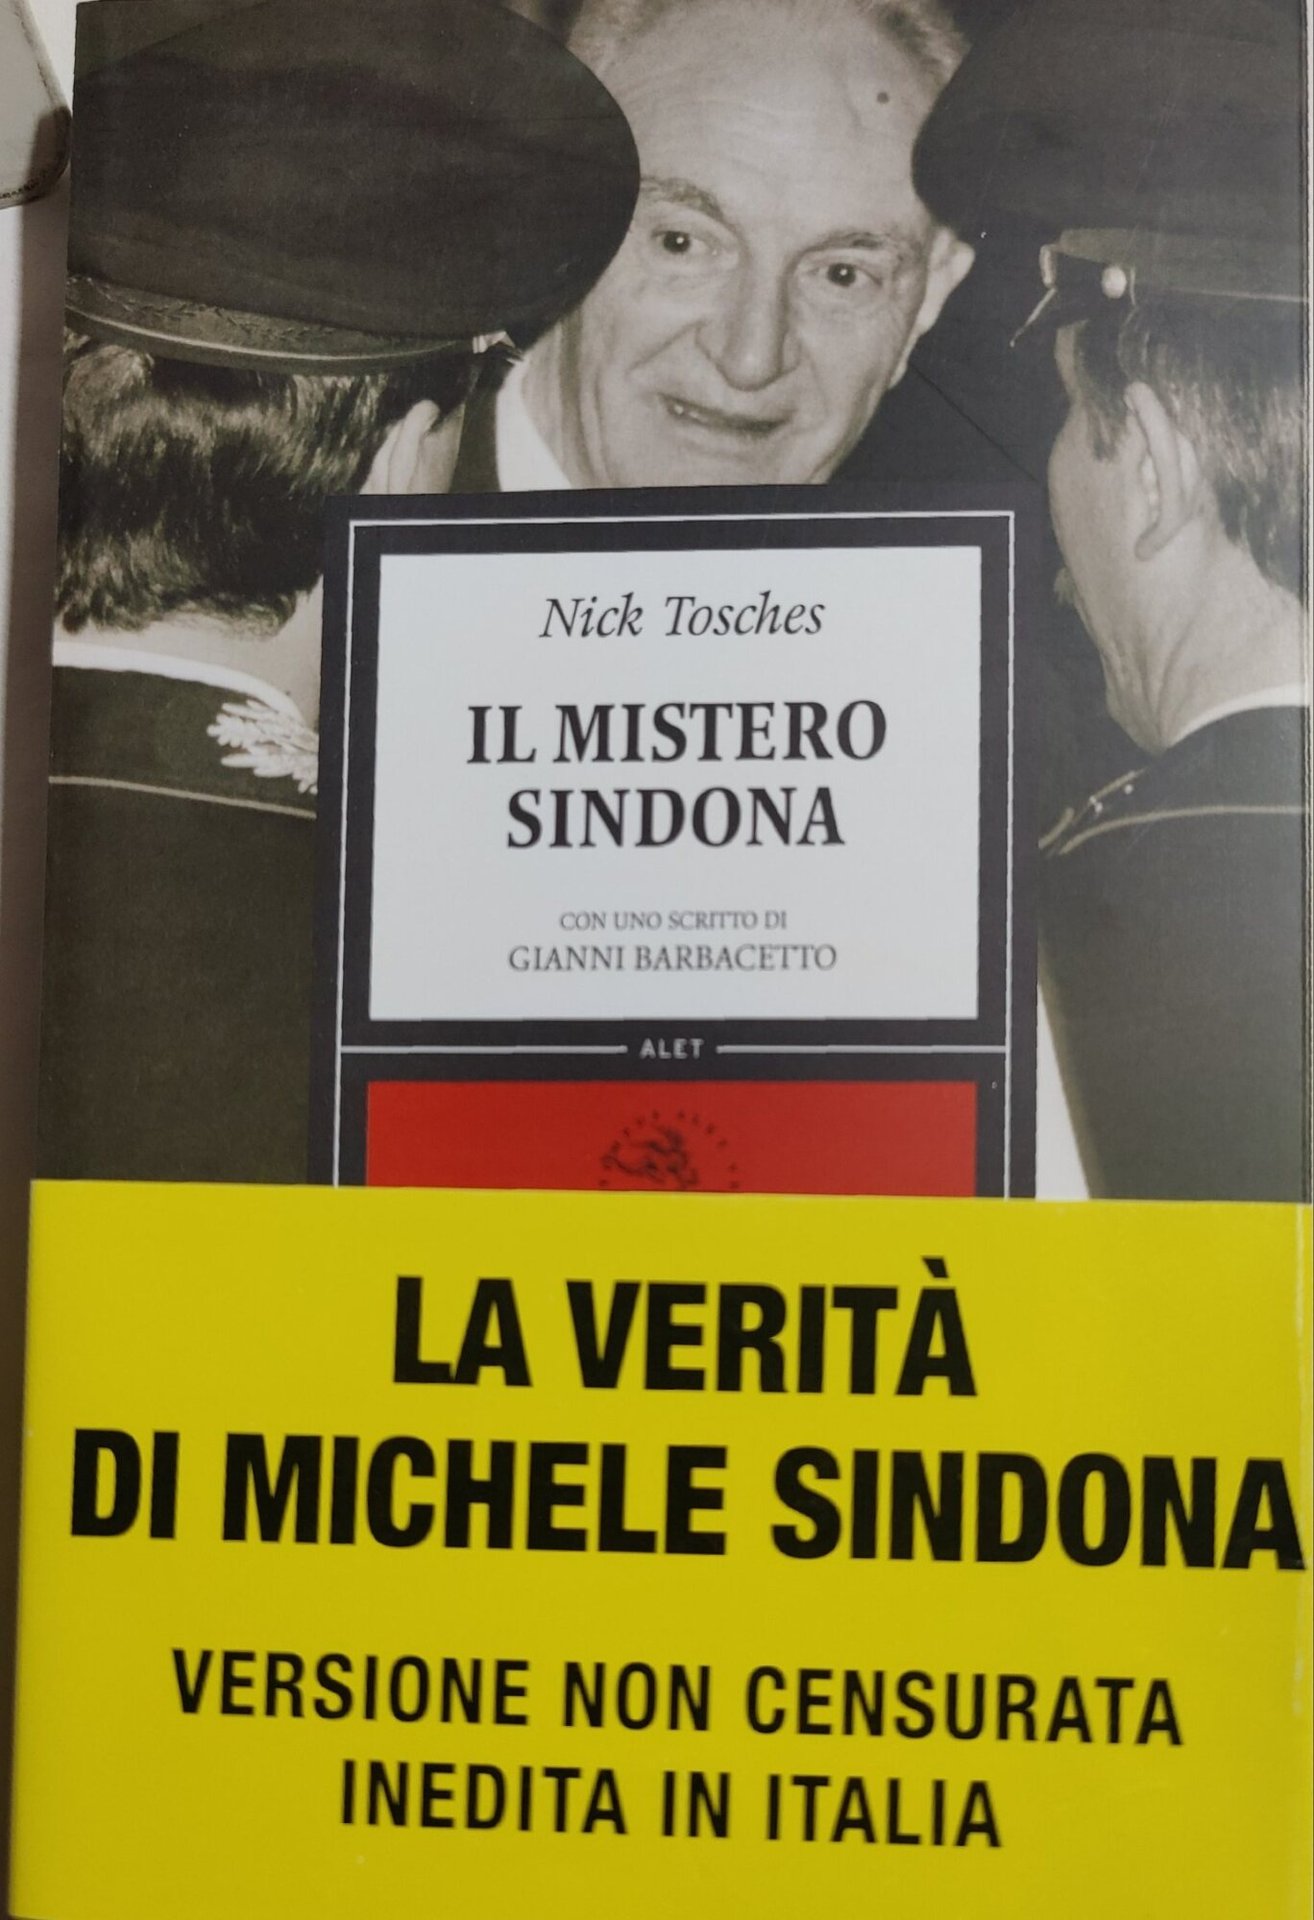 Nick Tosches
IL MISTERO
SINDONA
CON UNO SCRITTO DI
GIANNI BARBACETTO
ALET
LA VERITÀ
DI MICHELE SINDONA
VERSIONE NON CENSURATA
INEDITA IN ITALIA